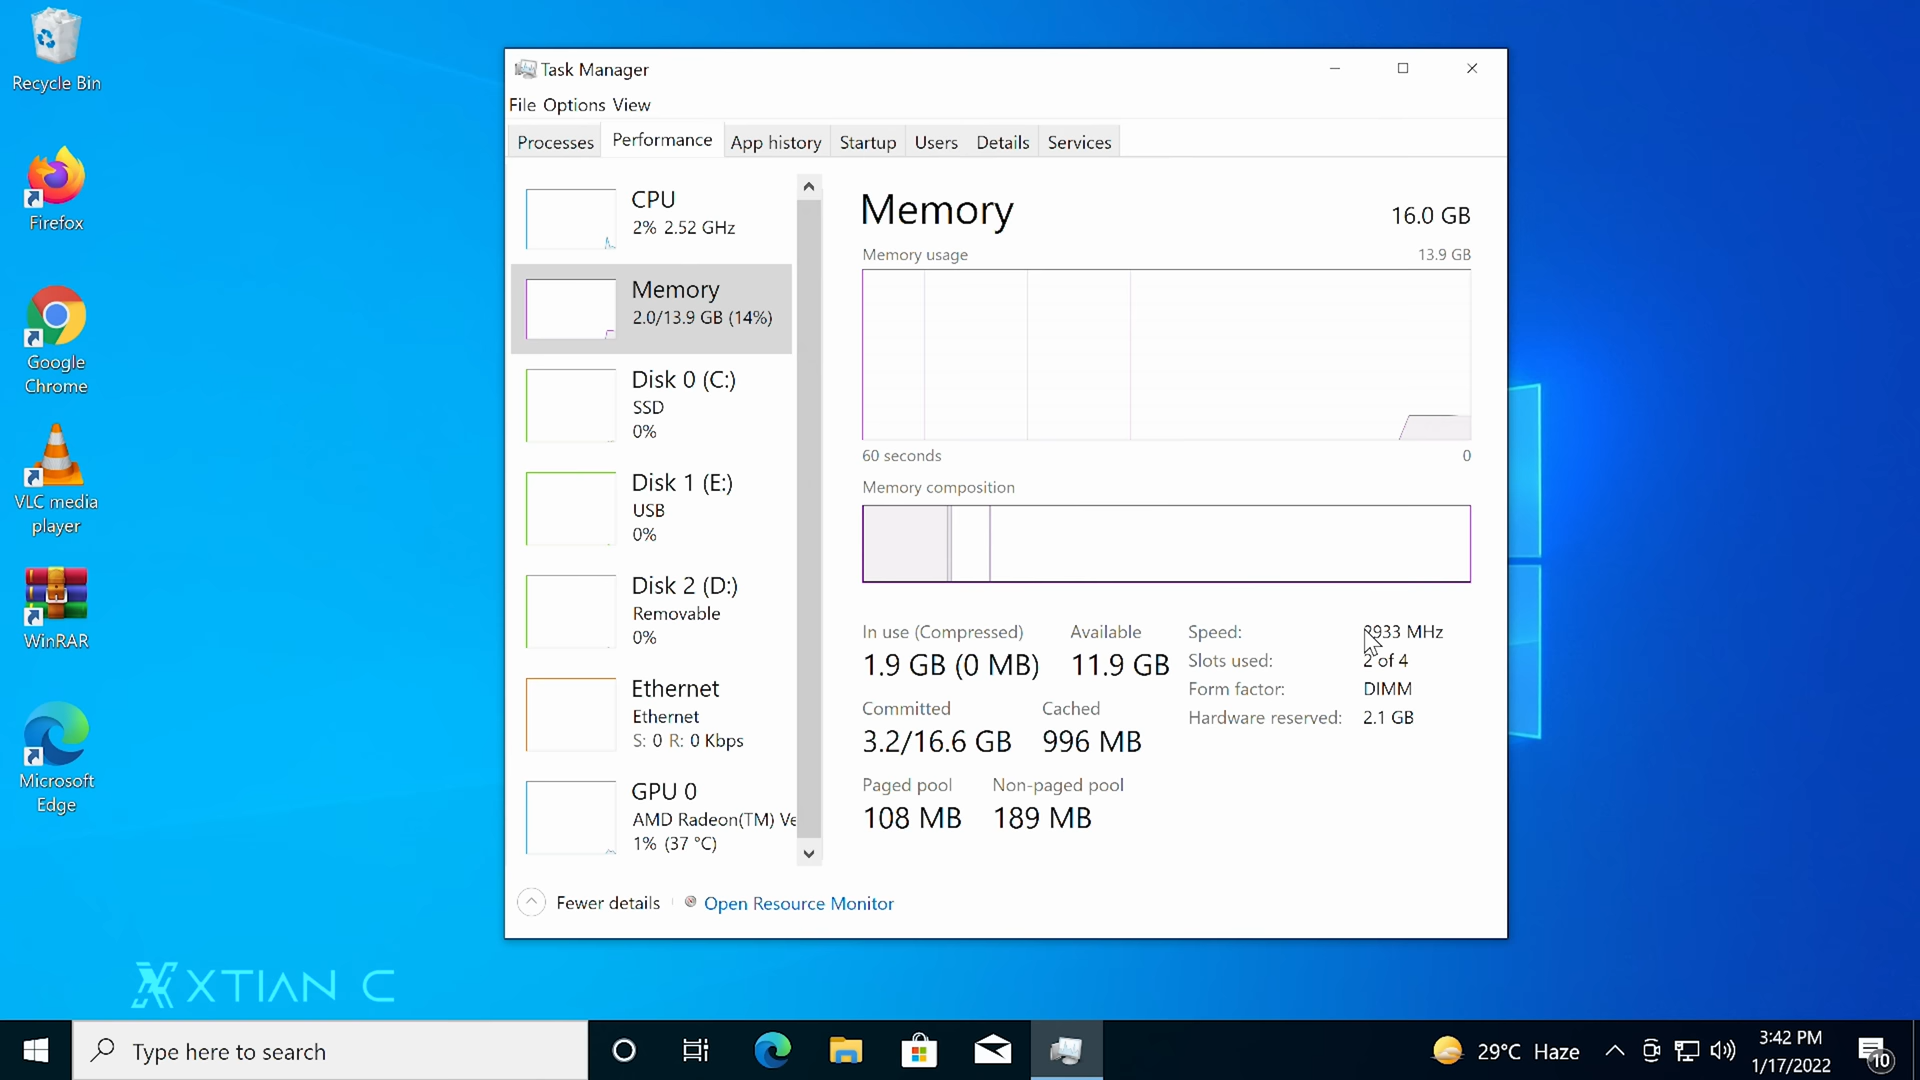 Recycle Bin
Firefox
Google
Chrome
VLC media
player
WinRAR
Microsoft
Edge
Task Manager
File Options View
Processes Performance App history Startup Users Details Services
CPU
2% 2.52 GHz
Memory
2.0/13.9 GB (14%)
Disk 0 (C:)
SSD
0%
Disk 1 (E:)
USB
0%
Disk 2 (D:)
Removable
0%
Ethernet
Ethernet
S: 0 R: 0 Kbps
GPU 0
AMD Radeon(TM) Ve
1% (37 °C)
Memory 16.0 GB
Memory usage 13.9 GB
60 seconds 0
Memory composition
In use (Compressed) Available
1.9 GB (0 MB) 11.9 GB
Committed Cached
3.2/16.6 GB 996 MB
Paged pool Non-paged pool
108 MB 189 MB
Speed: MHz
Slots used: 2 of 4
Form factor: DIMM
Hardware reserved: 2.1 GB
Fewer details Open Resource Monitor
XTIAN C
Type here to search
29°C Haze
3:42 PM
1/17/2022
10